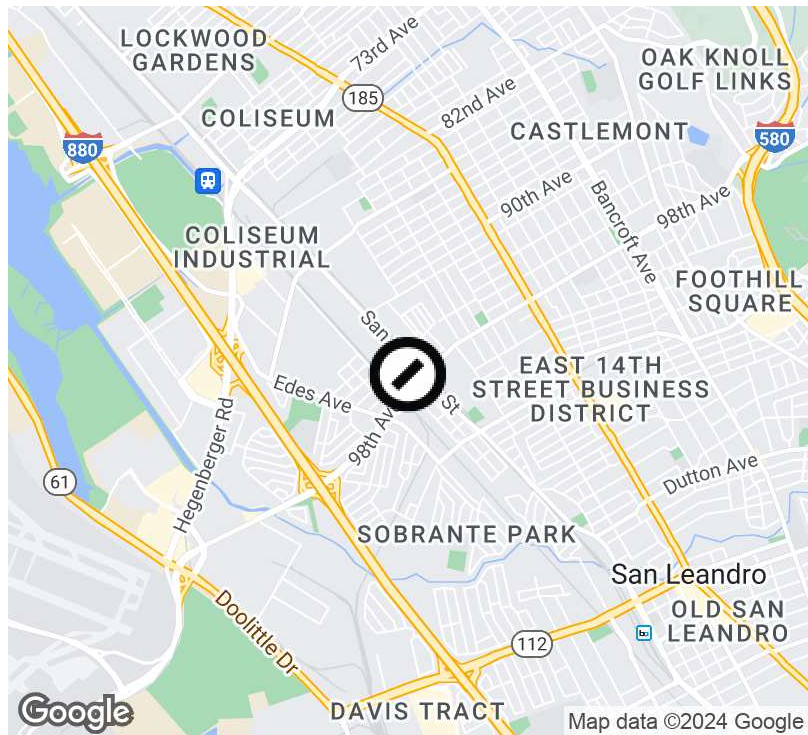 LOCKWOOD
GARDENS
73rd Ave
OAK KNOLL
GOLF LINKS
185
82nd Ave
COLISEUM
CASTLEMONT
880
580
90th Ave
Bancroft Ave
98th Ave
COLISEUM
INDUSTRIAL
FOOTHILL
SQUARE
San
St
EAST 14TH
STREET BUSINESS
DISTRICT
Edes Ave
98th Ave
Hegenberger Rd
61
Dutton Ave
SOBRANTE PARK
San Leandro
Doolittle Dr
OLD SAN
LEANDRO
112
DAVIS TRACT
Google
Map data ©2024 Google